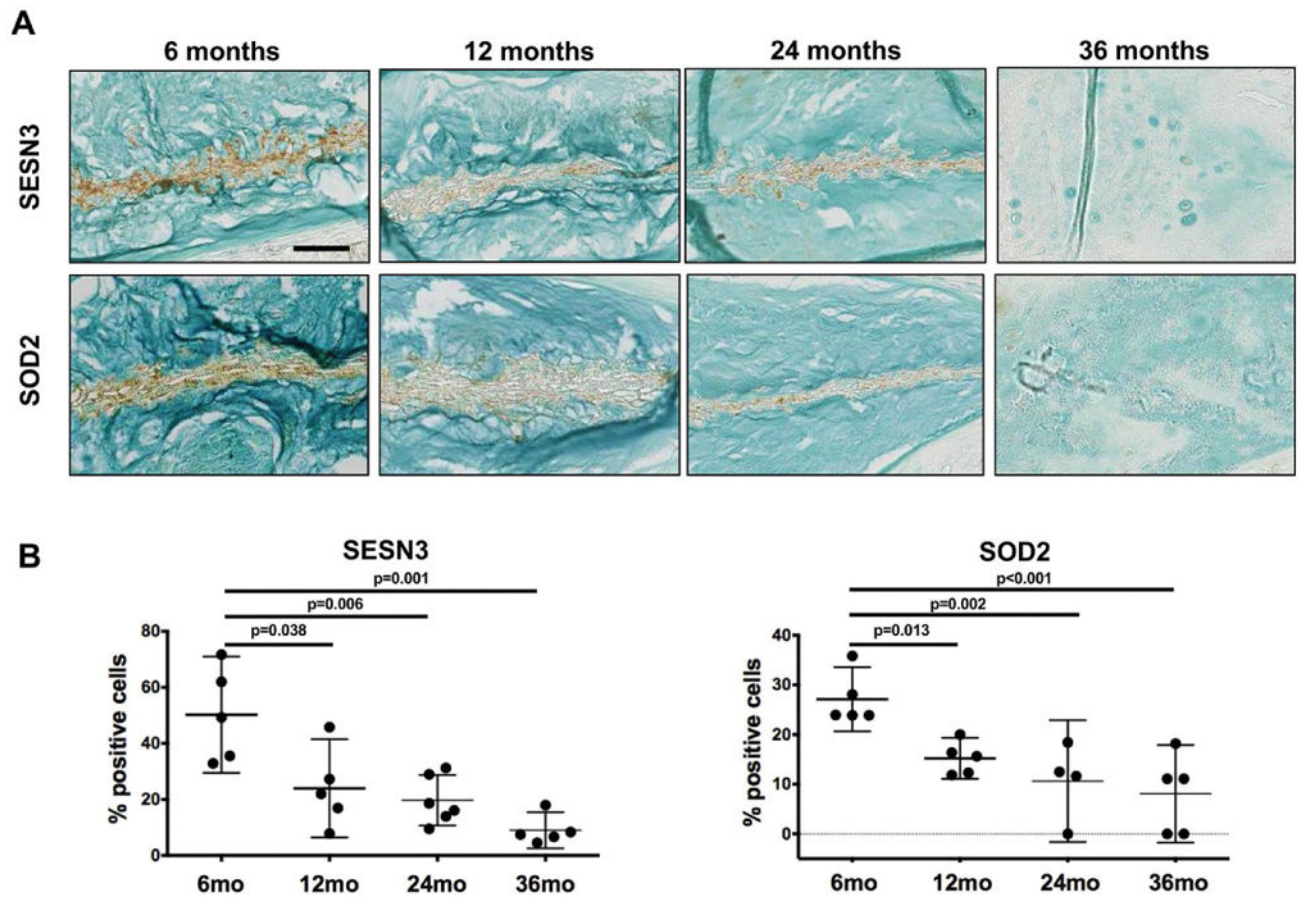 A
6 months 12 months 24 months 36 months
SESN3
SOD2
B
SESN3
p=0.001
p=0.006
p=0.038
% positive cells
80
60
40
20
0
6mo 12mo 24mo 36mo
SOD2
p<0.001
p=0.002
p=0.013
% positive cells
40
30
20
10
0
6mo 12mo 24mo 36mo